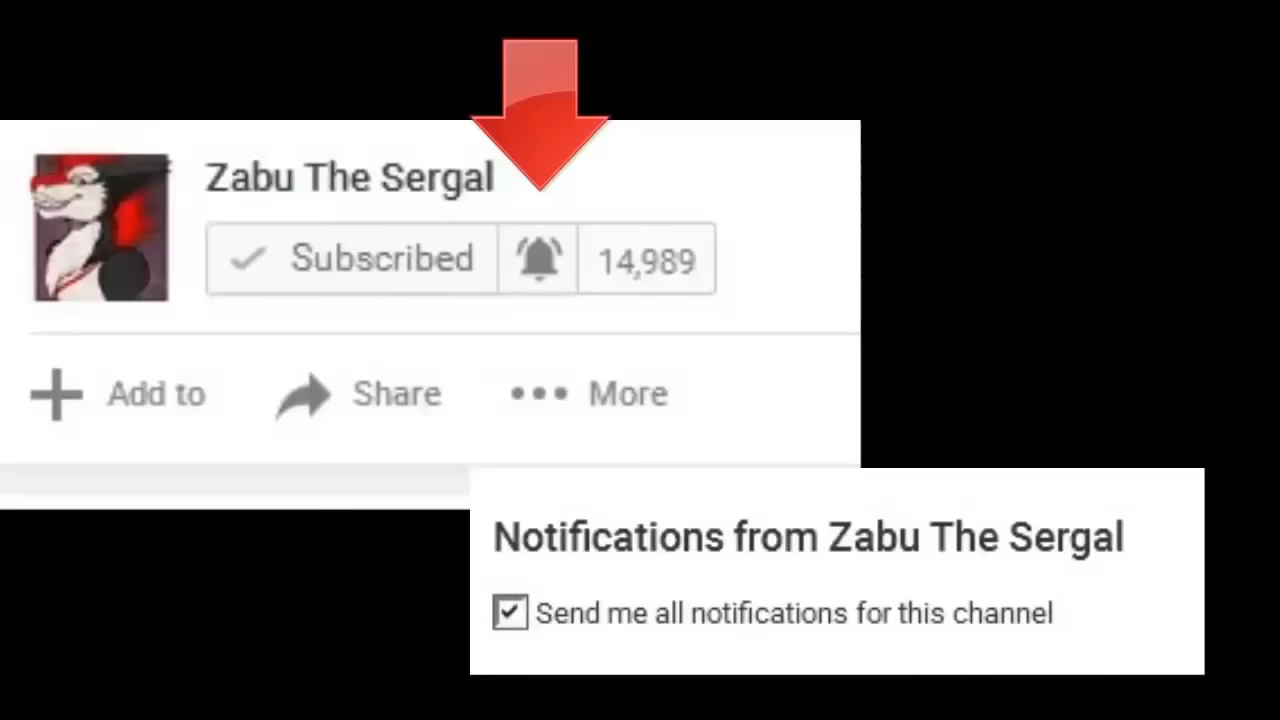 Zabu The Sergal
Subscribed 14,989
Add to Share More
Notifications from Zabu The Sergal
Send me all notifications for this channel